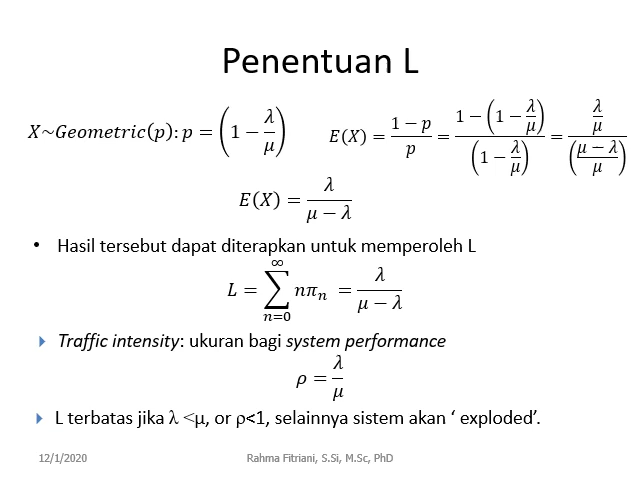 Penentuan L
X~Geometric(p): p = (1 − λ/μ)   E(X) = (1 − p)/p = (1 − (1 − λ/μ))/((1 − λ/μ)) = (λ/μ)/((μ − λ)/μ)
E(X) = λ/(μ − λ)
• Hasil tersebut dapat diterapkan untuk memperoleh L
L = ∑_{n=0}^{∞} nπₙ = λ/(μ − λ)
Traffic intensity: ukuran bagi system performance
ρ = λ/μ
L terbatas jika λ <μ, or ρ<1, selainnya sistem akan ‘ exploded’.
12/1/2020   Rahma Fitriani, S.Si, M.Sc, PhD